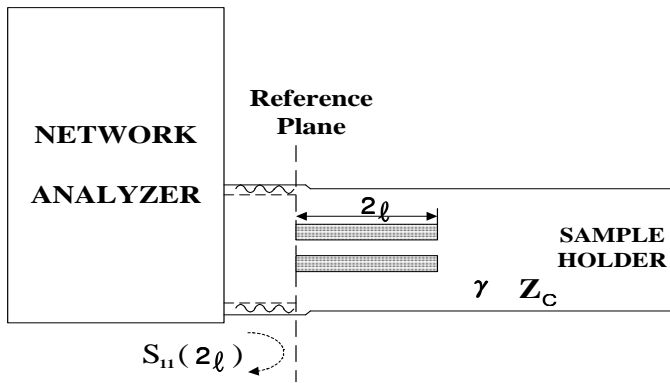 Reference
Plane
NETWORK
ANALYZER
2ℓ
SAMPLE
HOLDER
γ Z_C
S₁₁(2ℓ)